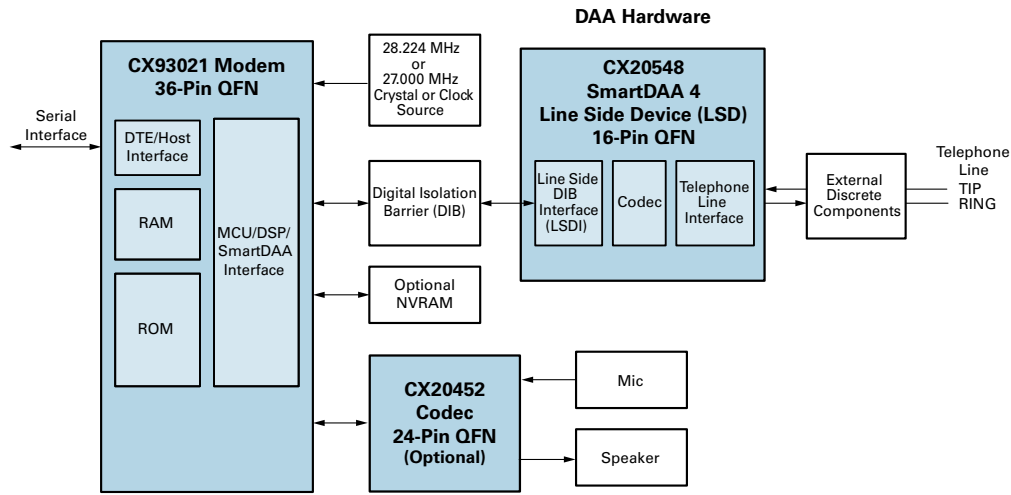 DAA Hardware
CX93021 Modem
36-Pin QFN
Serial
Interface
DTE/Host
Interface
RAM
ROM
MCU/DSP/
SmartDAA
Interface
28.224 MHz
or
27.000 MHz
Crystal or Clock
Source
Digital Isolation
Barrier (DIB)
Optional
NVRAM
CX20548
SmartDAA 4
Line Side Device (LSD)
16-Pin QFN
Line Side
DIB
Interface
(LSDI)
Codec
Telephone
Line
Interface
External
Discrete
Components
Telephone
Line
TIP
RING
CX20452
Codec
24-Pin QFN
(Optional)
Mic
Speaker